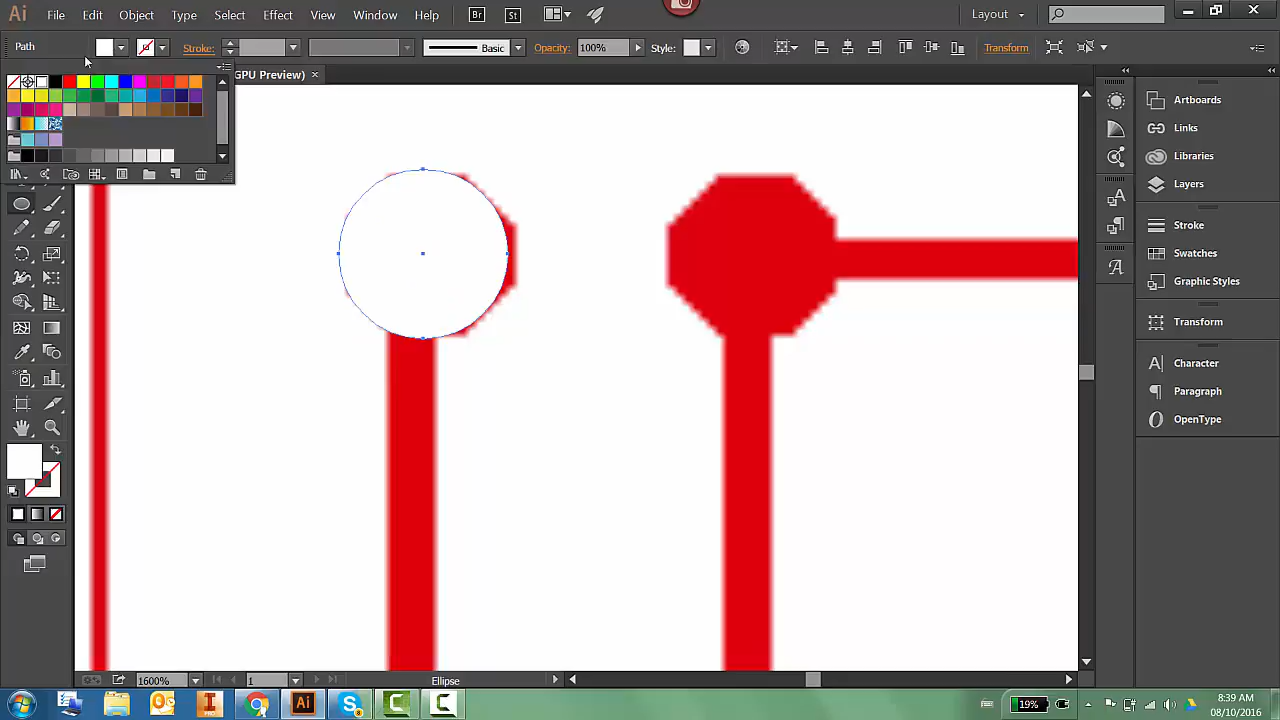 Ai File Edit Object Type Select Effect View Window Help Br St Layout
Path Stroke: Basic Opacity: 100% Style: Transform
GPU Preview) ×
Artboards
Links
Libraries
Layers
Stroke
Swatches
Graphic Styles
Transform
Character
Paragraph
OpenType
1600% 1 Ellipse
Ai 19% 8:39 AM
08/10/2016